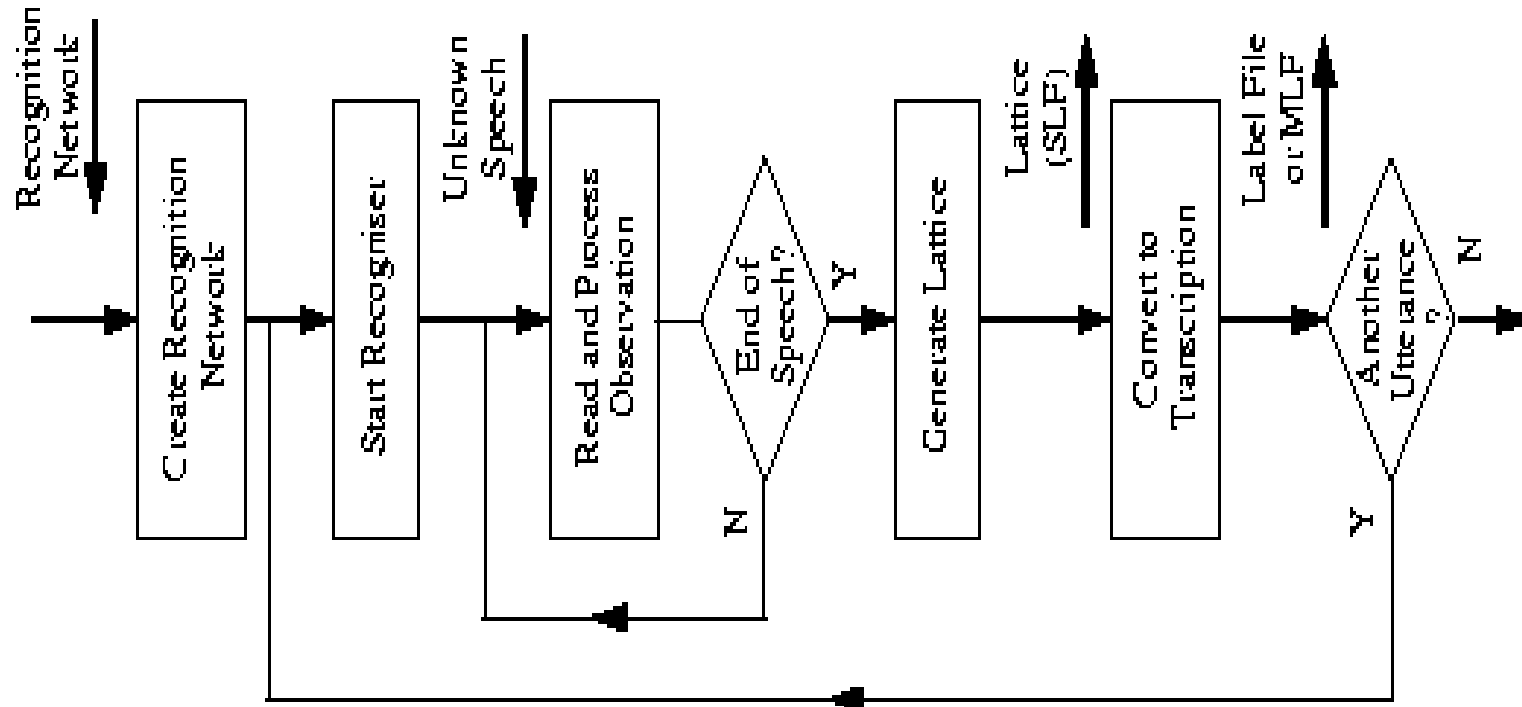 Recognition
Network
Create Recognition
Network
Start Recogniser
Unknown
Speech
Read and Process
Observation
End of
Speech?
N
Y
Generate Lattice
Lattice
(SLF)
Convert to
Transcription
Label File
or MLF
Another
Utterance
?
Y
N